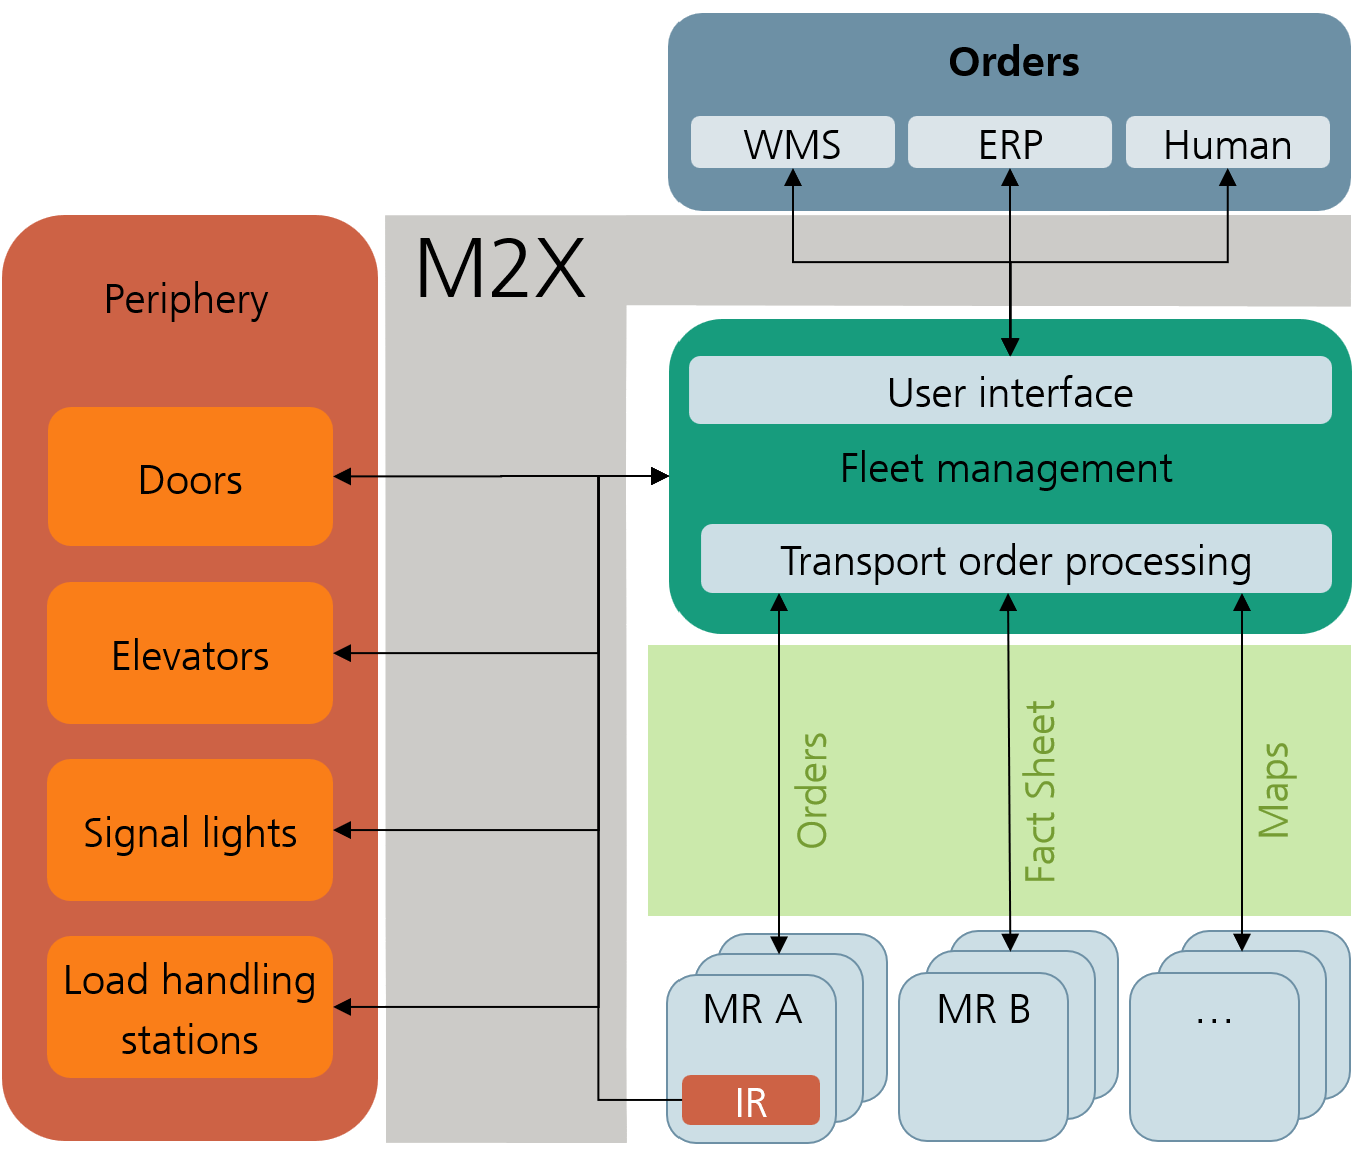 Orders
WMS
ERP
Human
M2X
Periphery
Doors
Elevators
Signal lights
Load handling
stations
User interface
Fleet management
Transport order processing
Orders
Fact Sheet
Maps
MR A
IR
MR B
...